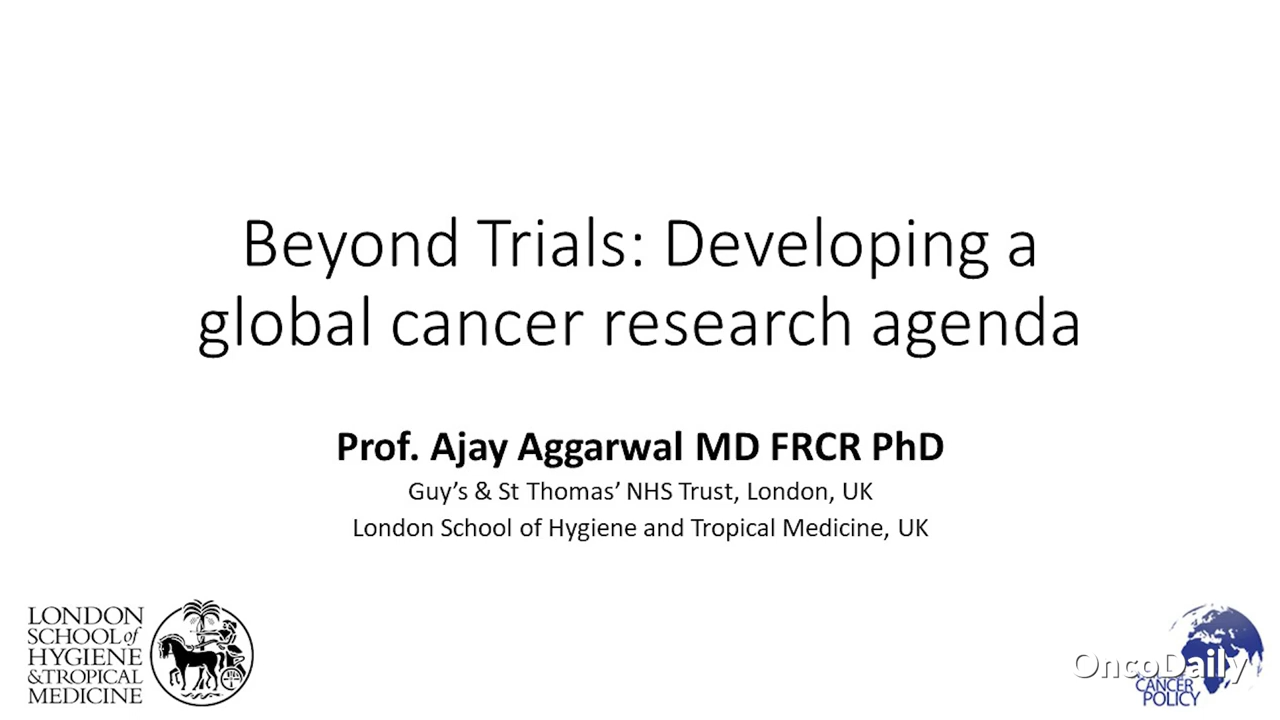 Beyond Trials: Developing a
global cancer research agenda
Prof. Ajay Aggarwal MD FRCR PhD
Guy's & St Thomas' NHS Trust, London, UK
London School of Hygiene and Tropical Medicine, UK
LONDON
SCHOOL of
HYGIENE
&TROPICAL
MEDICINE
OncoDaily
CANCER
POLICY